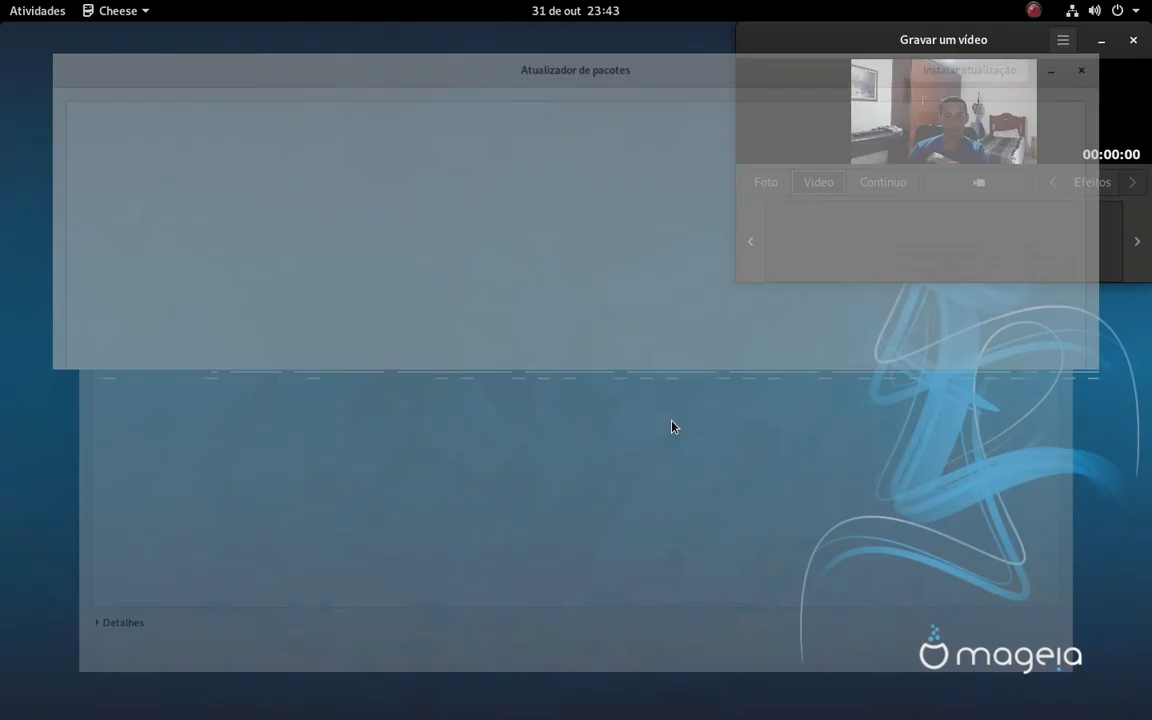 Atividades Cheese 31 de out 23:43
Gravar um vídeo
Atualizador de pacotes Instalar atualização
00:00:00
Foto Vídeo Contínuo Efeitos
Detalhes
mageia